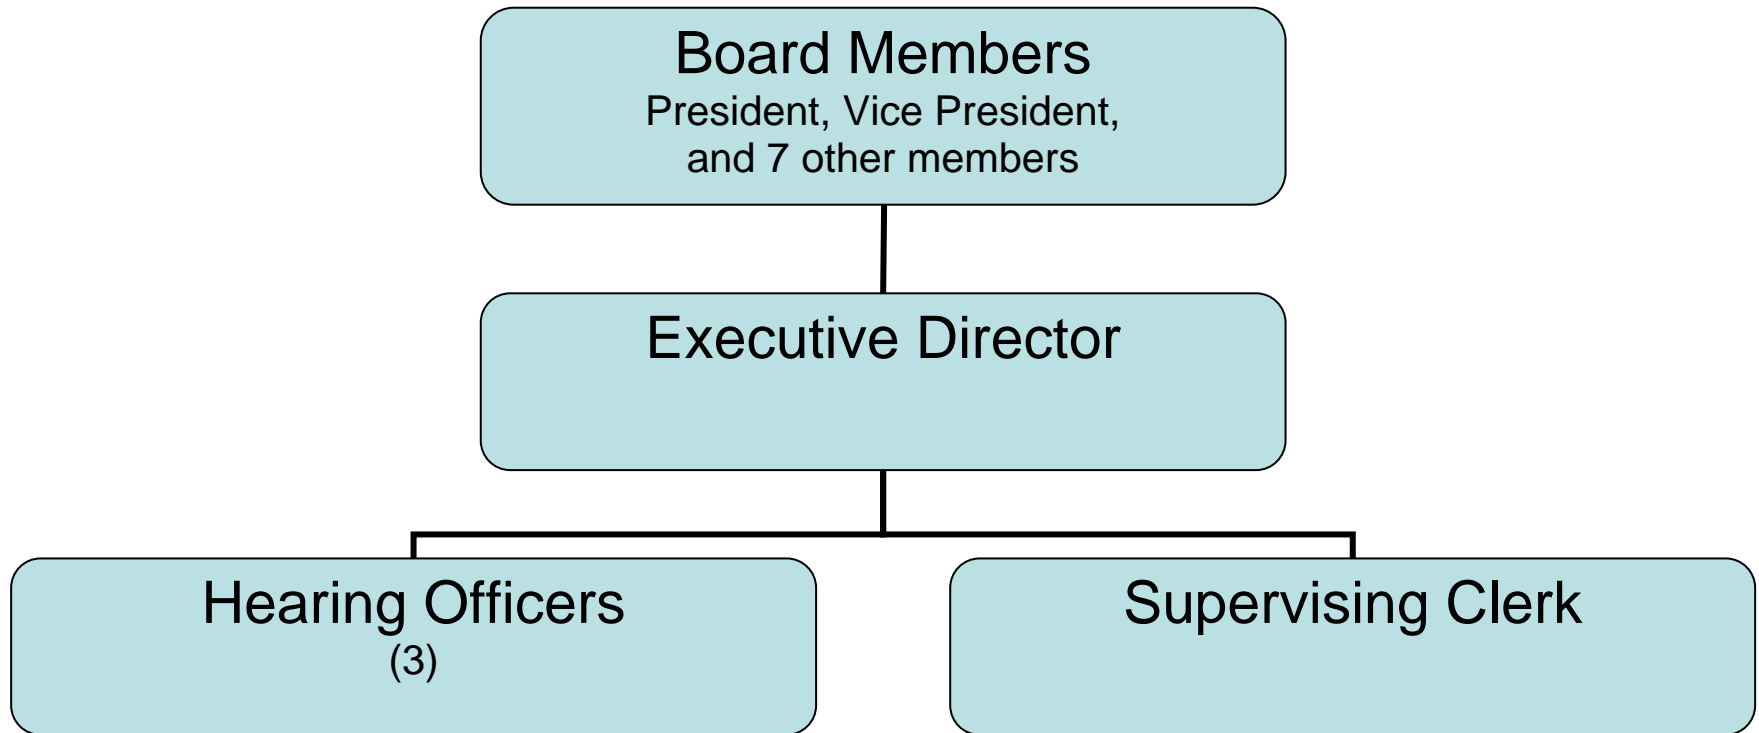 Board Members
President, Vice President,
and 7 other members
Executive Director
Hearing Officers
(3)
Supervising Clerk